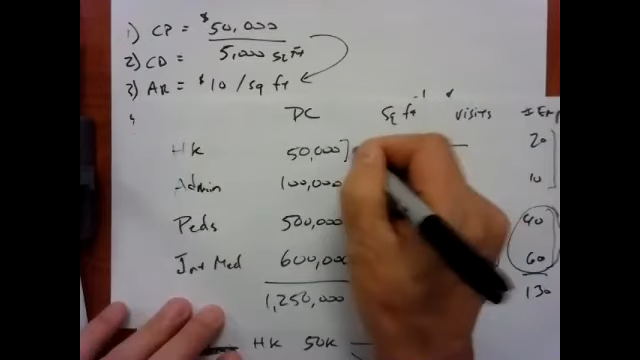 1) CP = $50,000
5,000 sq ft
2) CD =
3) AR = $10 / sq ft
DC sq ft visits # Emp
HK 50,000 20
Admin 100,000 10
Peds 500,000 40
Int Med 600,000 60
1,250,000 130
HK 50K